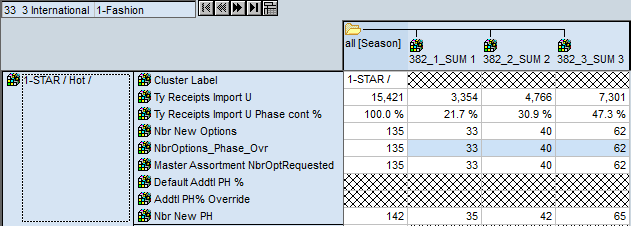 33 3 International 1-Fashion
all [Season] 382_1_SUM 1 382_2_SUM 2 382_3_SUM 3
1-STAR / Hot / Cluster Label 1-STAR /
Ty Receipts Import U 15,421 3,354 4,766 7,301
Ty Receipts Import U Phase cont % 100.0 % 21.7 % 30.9 % 47.3 %
Nbr New Options 135 33 40 62
NbrOptions_Phase_Ovr 135 33 40 62
Master Assortment NbrOptRequested 135 33 40 62
Default Addtl PH %
Addtl PH% Override
Nbr New PH 142 35 42 65